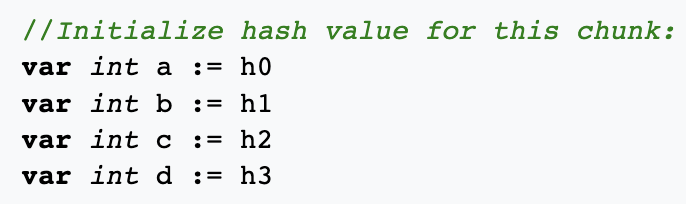 //Initialize hash value for this chunk:
var int a := h0
var int b := h1
var int c := h2
var int d := h3